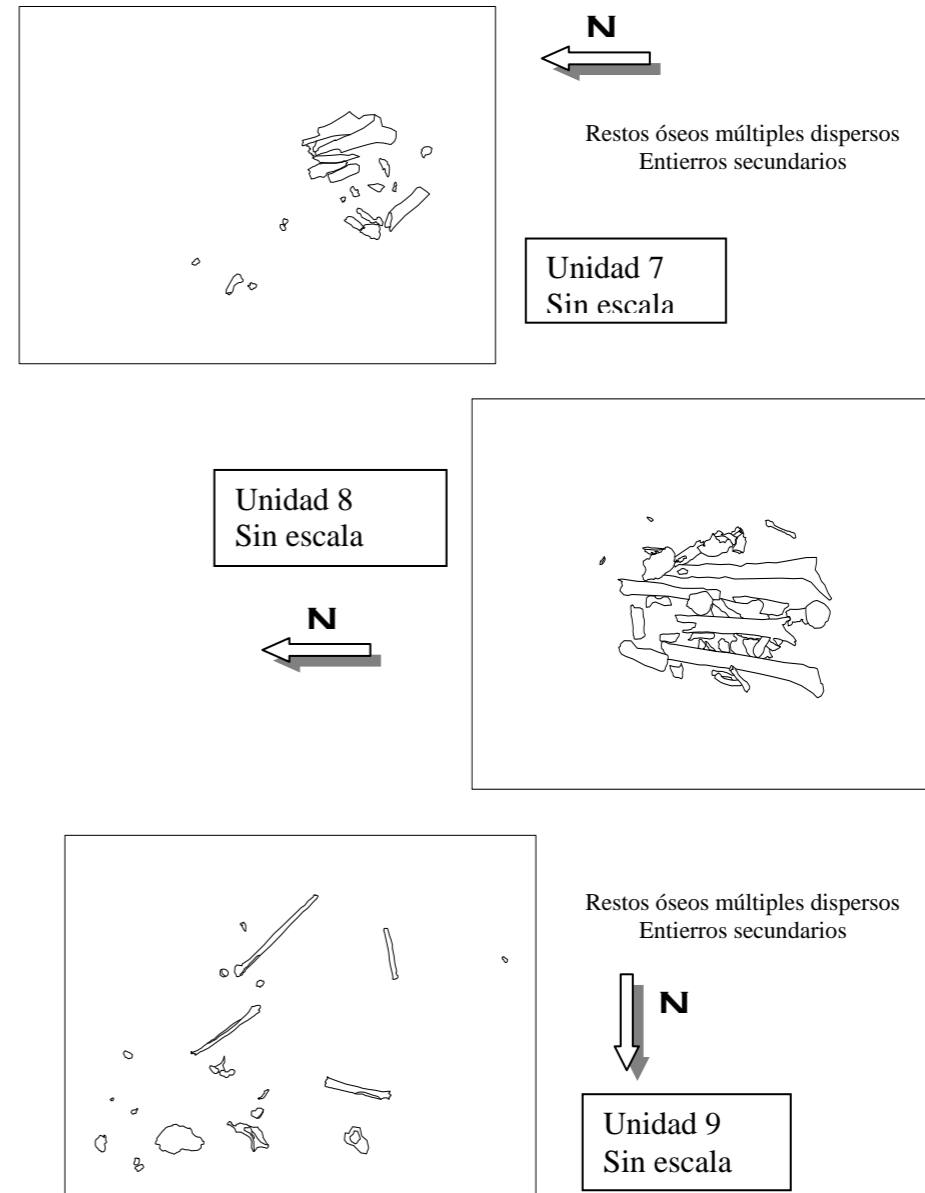 N
Restos óseos múltiples dispersos
Entierros secundarios
Unidad 7
Sin escala
Unidad 8
Sin escala
N
Restos óseos múltiples dispersos
Entierros secundarios
N
Unidad 9
Sin escala